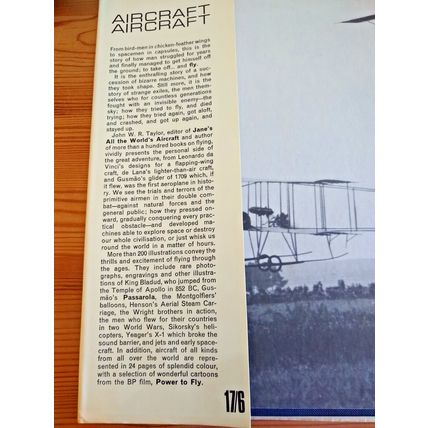 AIRCRAFT
AIRCRAFT
From bird-men in chicken-feather wings
to spacemen in capsules, this is the
story of how man struggled for years
and finally managed to get himself off
the ground; to take off... and fly.
It is the enthralling story of a suc-
cession of bizarre machines, and how
they took shape. Still more, it is the
story of strange exiles, the men them-
selves who for countless generations
fought with an invisible enemy—the
sky; how they tried to fly, and died
trying; how they tried again, got aloft,
and crashed, and got up again, and
stayed up.
John W. R. Taylor, editor of Jane's
All the World's Aircraft and author
of more than a hundred books on flying,
vividly presents the personal side of
the great adventure, from Leonardo da
Vinci's designs for a flapping-wing
craft, de Lana's lighter-than-air craft,
and Gusmão's glider of 1709 which, if
it flew, was the first aeroplane in histo-
ry. We see the trials and terrors of the
primitive airmen in their double com-
bat—against natural forces and the
general public; how they pressed on-
ward, gradually conquering every prac-
tical obstacle—and developed ma-
chines able to explore space or destroy
our whole civilisation, or just whisk us
round the world in a matter of hours.
More than 200 illustrations convey the
thrills and excitement of flying through
the ages. They include rare photo-
graphs, engravings and other illustra-
tions of King Bladud, who jumped from
the Temple of Apollo in 852 BC, Gus-
mão's Passarola, the Montgolfiers'
balloons, Henson's Aerial Steam Car-
riage, the Wright brothers in action,
the men who flew for their countries
in two World Wars, Sikorsky's heli-
copters, Yeager's X-1 which broke the
sound barrier, and jets and early space-
craft. In addition, aircraft of all kinds
from all over the world are repre-
sented in 24 pages of splendid colour,
with a selection of wonderful cartoons
from the BP film, Power to Fly.
17/6